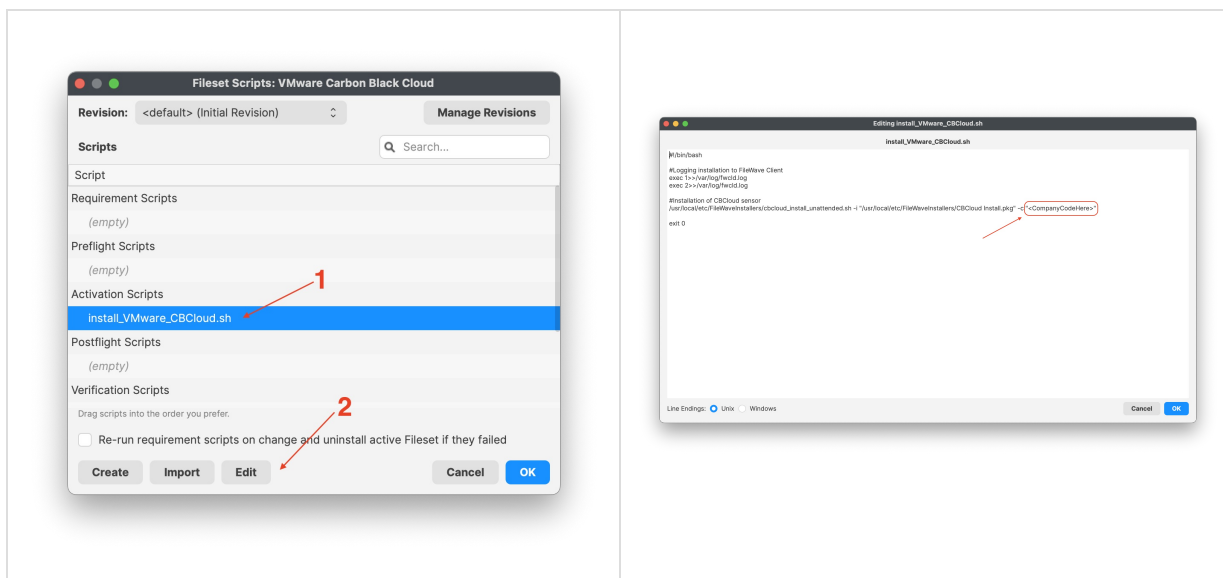 Fileset Scripts: VMware Carbon Black Cloud
Revision: <default> (Initial Revision) Manage Revisions
Scripts Search...
Script
Requirement Scripts
(empty)
Preflight Scripts
(empty)
1
Activation Scripts
install_VMware_CBCloud.sh
Postflight Scripts
(empty)
Verification Scripts
2
Drag scripts into the order you prefer.
Re-run requirement scripts on change and uninstall active Fileset if they failed
Create Import Edit Cancel OK
Editing install_VMware_CBCloud.sh
install_VMware_CBCloud.sh
#!/bin/bash
#Logging installation to FileWave Client
exec 1>>/var/log/fwcld.log
exec 2>>/var/log/fwcld.log
#Installation of CBCloud sensor
/usr/local/etc/FileWaveInstallers/cbcloud_install_unattended.sh -i "/usr/local/etc/FileWaveInstallers/CBCloud Install.pkg" -c "<CompanyCodeHere>"
exit 0
Line Endings: Unix Windows Cancel OK